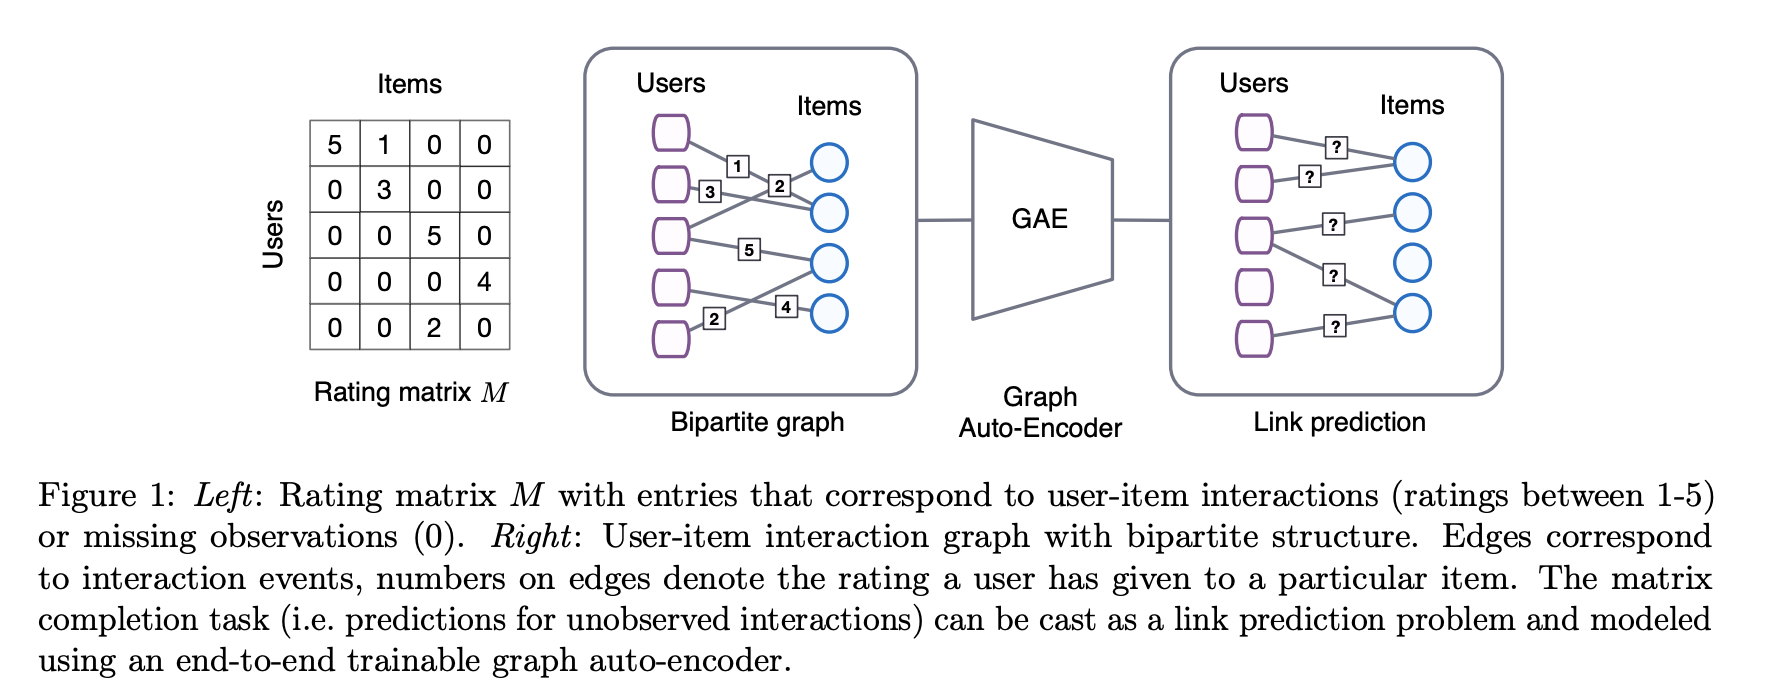 Items
Users
5 1 0 0
0 3 0 0
0 0 5 0
0 0 0 4
0 0 2 0
Rating matrix M
Users
Items
1
2
3
5
4
2
Bipartite graph
GAE
Graph
Auto-Encoder
Users
Items
?
?
?
?
?
Link prediction
Figure 1: Left: Rating matrix M with entries that correspond to user-item interactions (ratings between 1-5)
or missing observations (0). Right: User-item interaction graph with bipartite structure. Edges correspond
to interaction events, numbers on edges denote the rating a user has given to a particular item. The matrix
completion task (i.e. predictions for unobserved interactions) can be cast as a link prediction problem and modeled
using an end-to-end trainable graph auto-encoder.